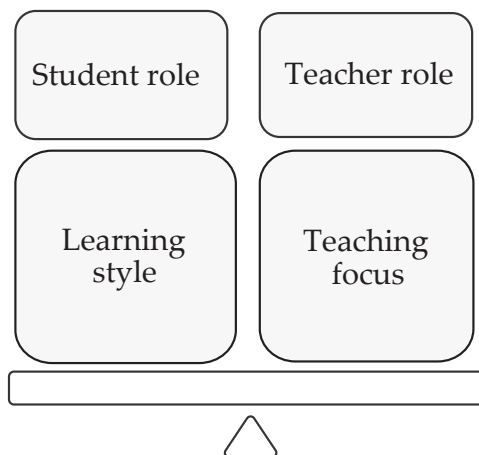 Student role
Teacher role
Learning
style
Teaching
focus